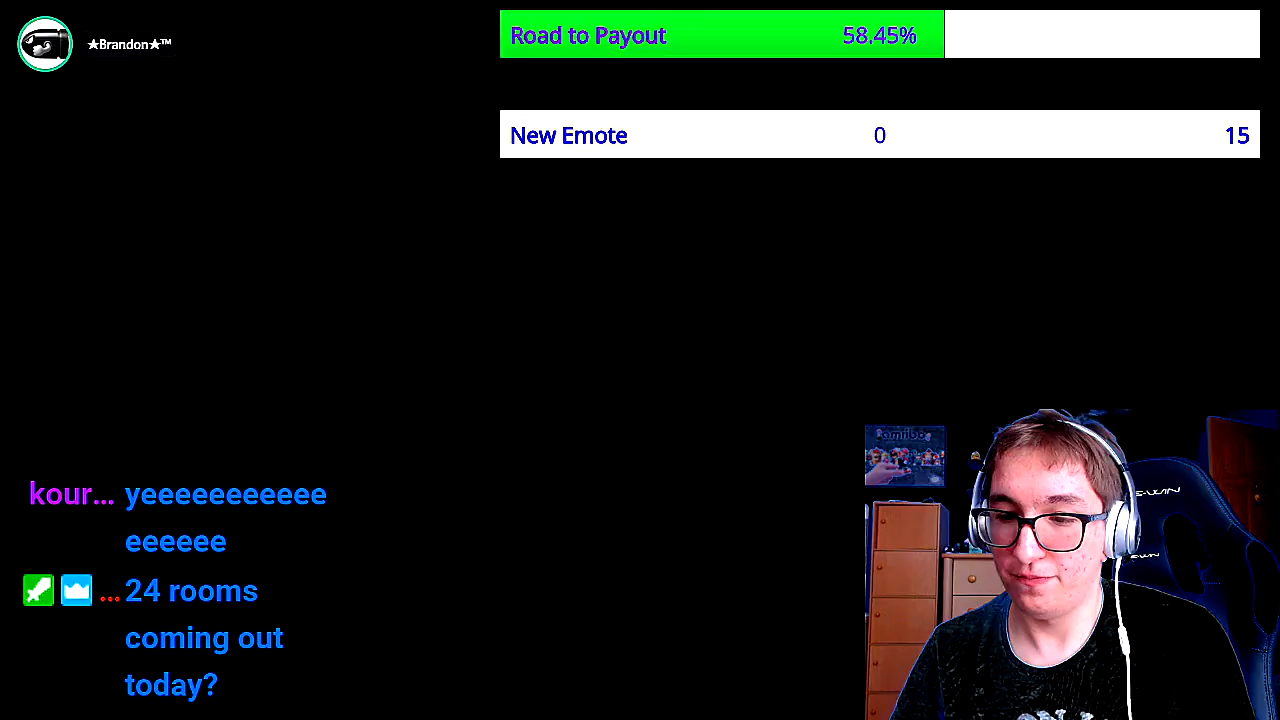 ★Brandon★™
Road to Payout 58.45%
New Emote 0 15
amiibo
kour... yeeeeeeeeeee
eeeeee
... 24 rooms
coming out
today?